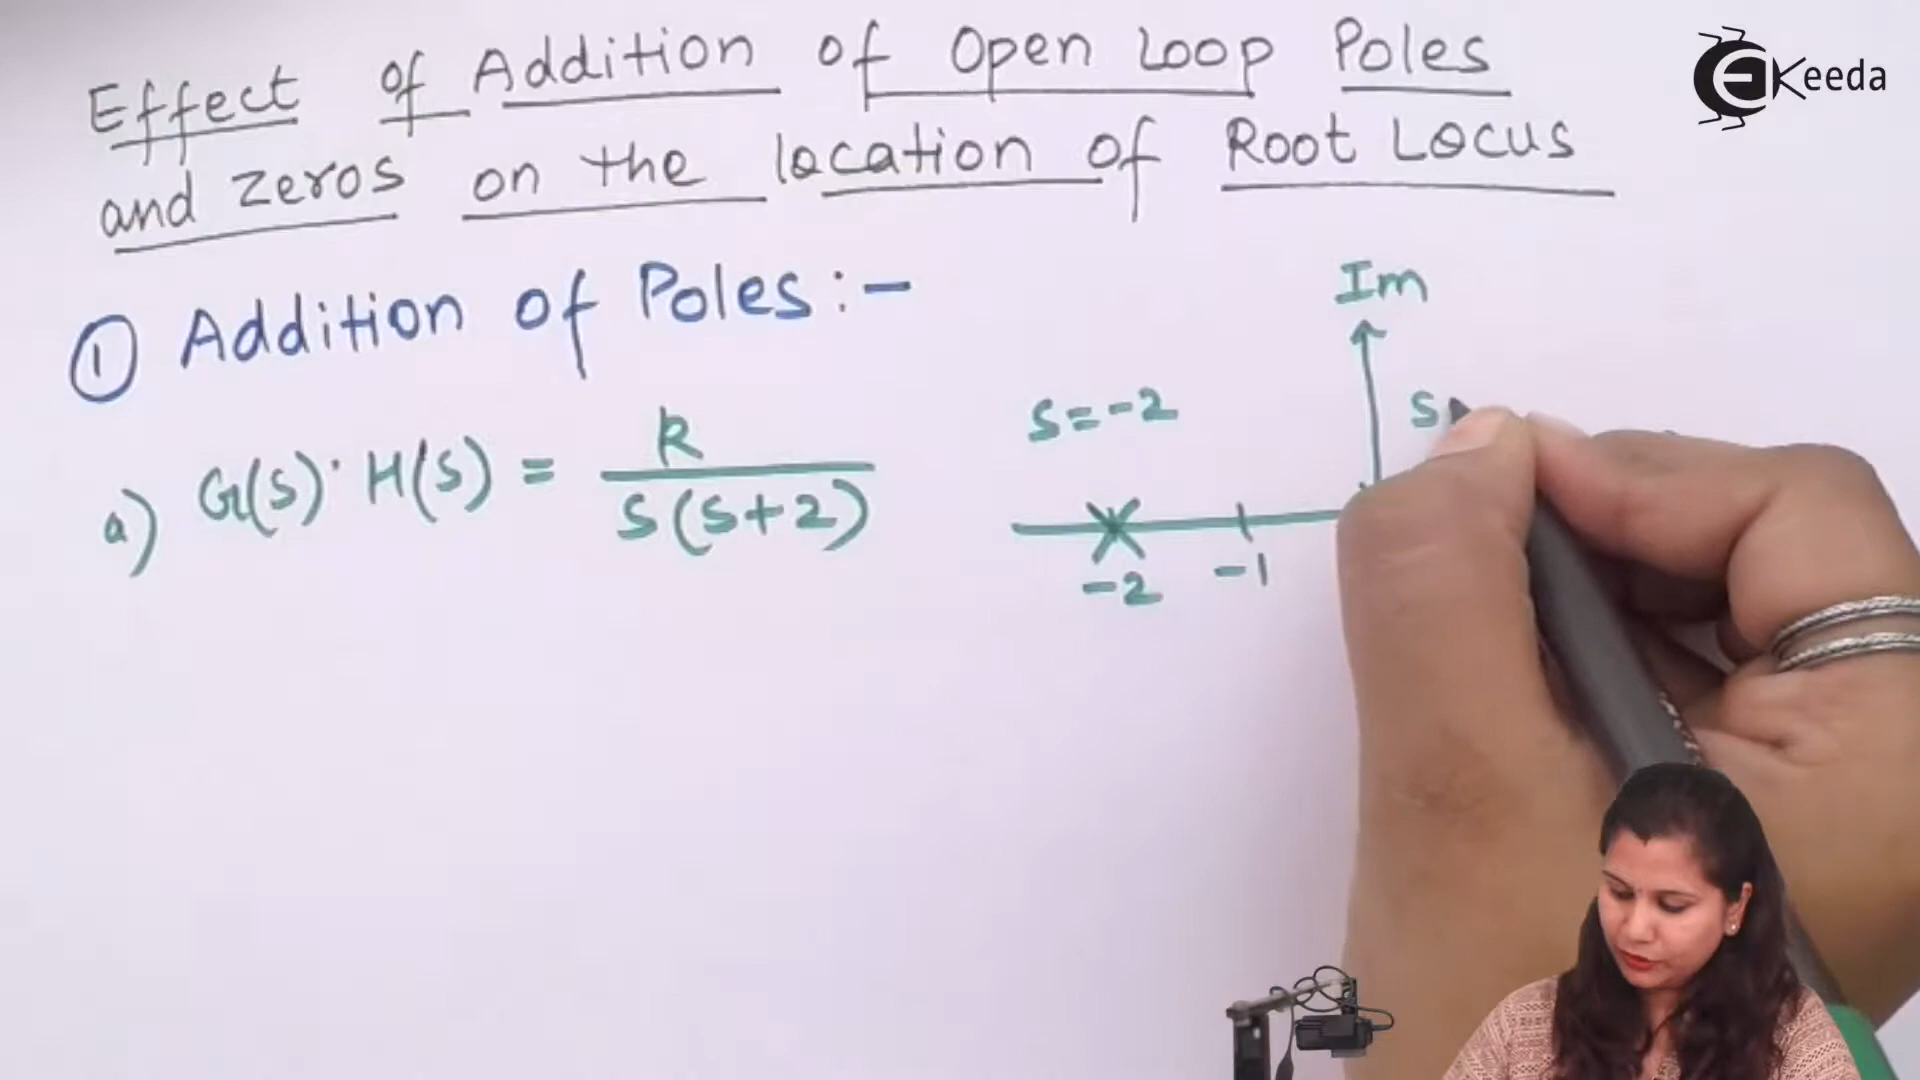 Effect of Addition of Open Loop Poles
and zeros on the location of Root Locus
EKeeda
① Addition of Poles:-
Im
a) G(s)·H(s) = K / s(s+2)
s=-2
s
-2 -1